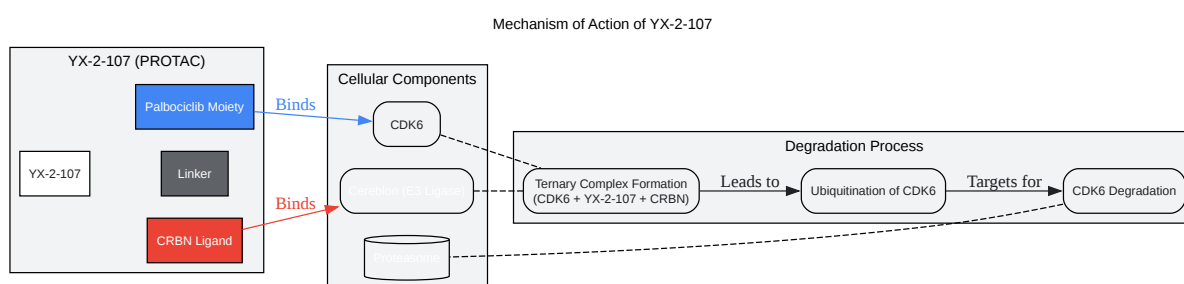 Mechanism of Action of YX-2-107
YX-2-107 (PROTAC)
Palbociclib Moiety
YX-2-107
Linker
CRBN Ligand
Binds
Binds
Cellular Components
CDK6
Cereblon (E3 Ligase)
Proteasome
Degradation Process
Ternary Complex Formation
(CDK6 + YX-2-107 + CRBN)
Leads to
Ubiquitination of CDK6
Targets for
CDK6 Degradation